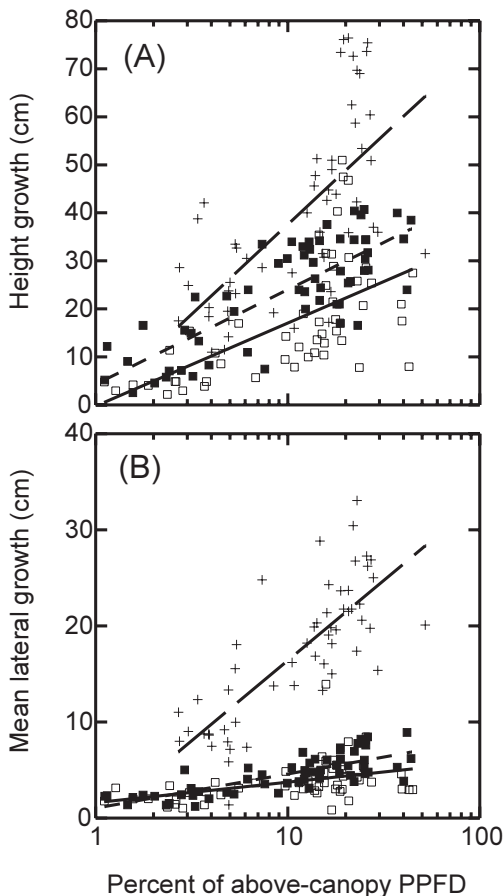 (A)
Height growth (cm)
80
70
60
50
40
30
20
10
0
(B)
Mean lateral growth (cm)
40
30
20
10
0
1 10 100
Percent of above-canopy PPFD